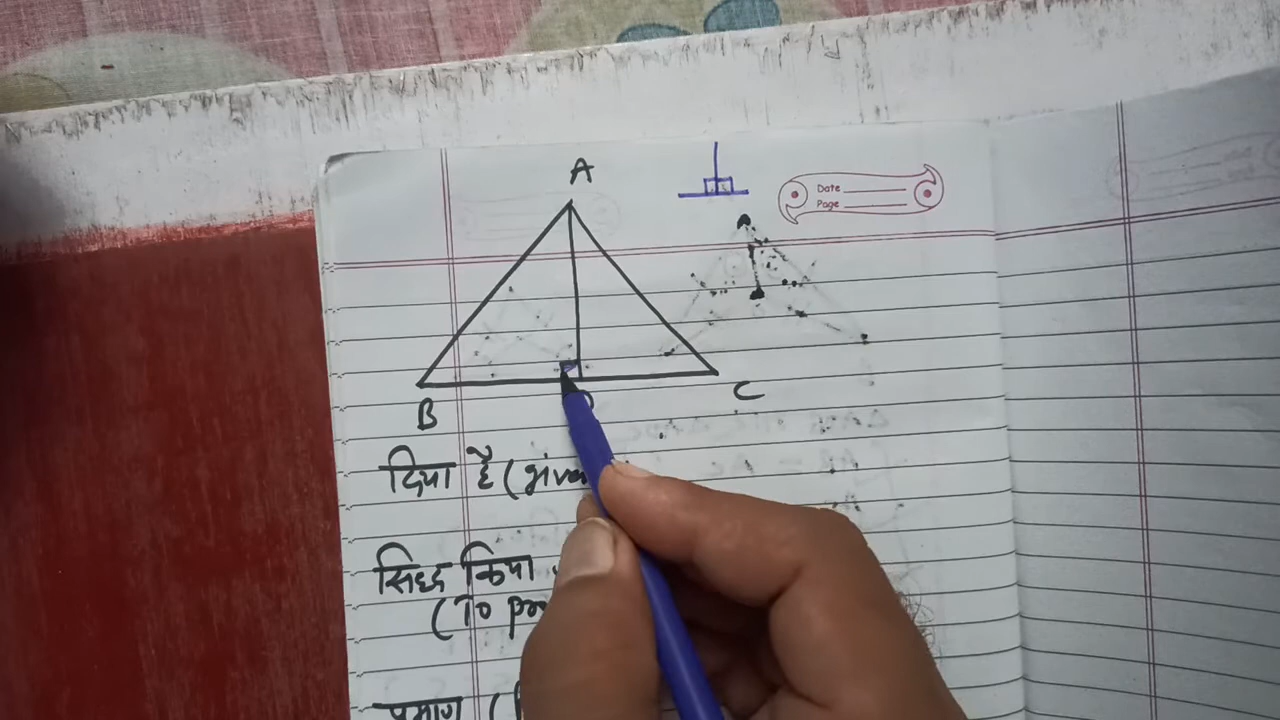 A
Date
Page
B
C
दिया है (given
सिध्द किया
(To pro
प्रमाण (